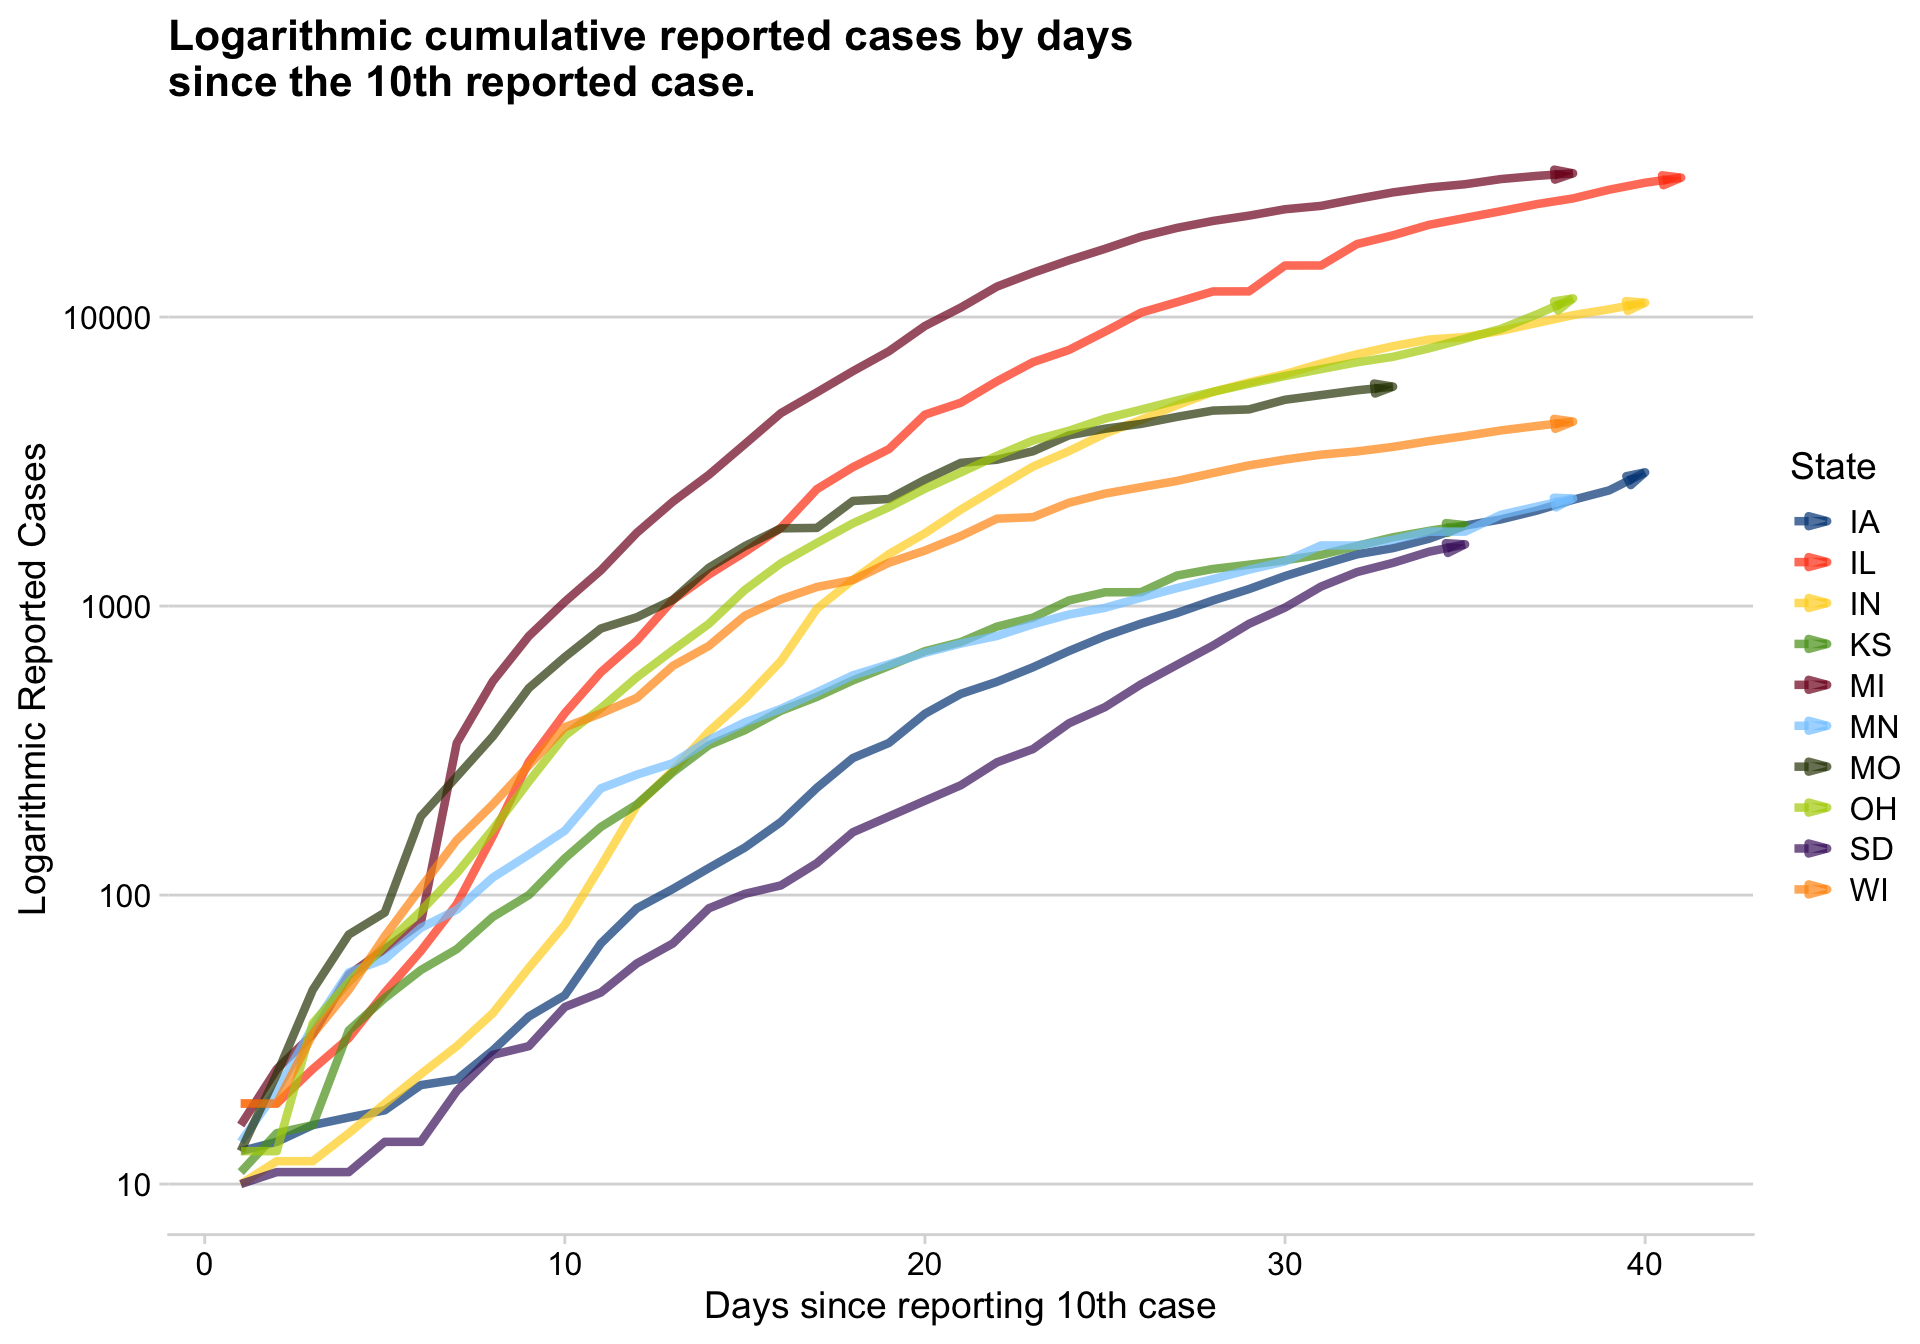 Logarithmic cumulative reported cases by days
since the 10th reported case.
10000
1000
100
10
Logarithmic Reported Cases
0 10 20 30 40
Days since reporting 10th case
State
IA
IL
IN
KS
MI
MN
MO
OH
SD
WI